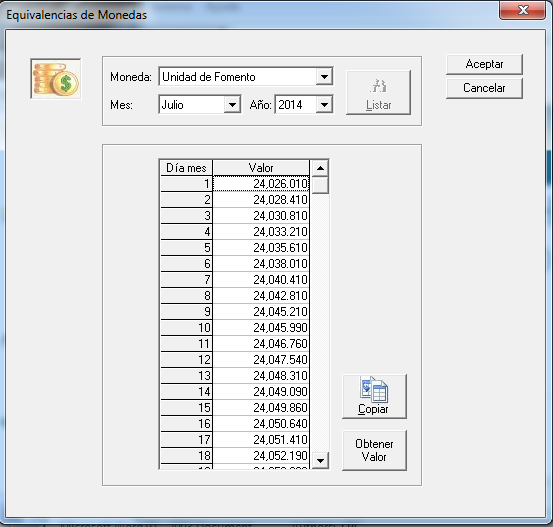 Equivalencias de Monedas
Moneda: Unidad de Fomento
Mes: Julio Año: 2014
Listar
Aceptar
Cancelar
Día mes Valor
1 24,026.010
2 24,028.410
3 24,030.810
4 24,033.210
5 24,035.610
6 24,038.010
7 24,040.410
8 24,042.810
9 24,045.210
10 24,045.990
11 24,046.760
12 24,047.540
13 24,048.310
14 24,049.090
15 24,049.860
16 24,050.640
17 24,051.410
18 24,052.190
Copiar
Obtener
Valor